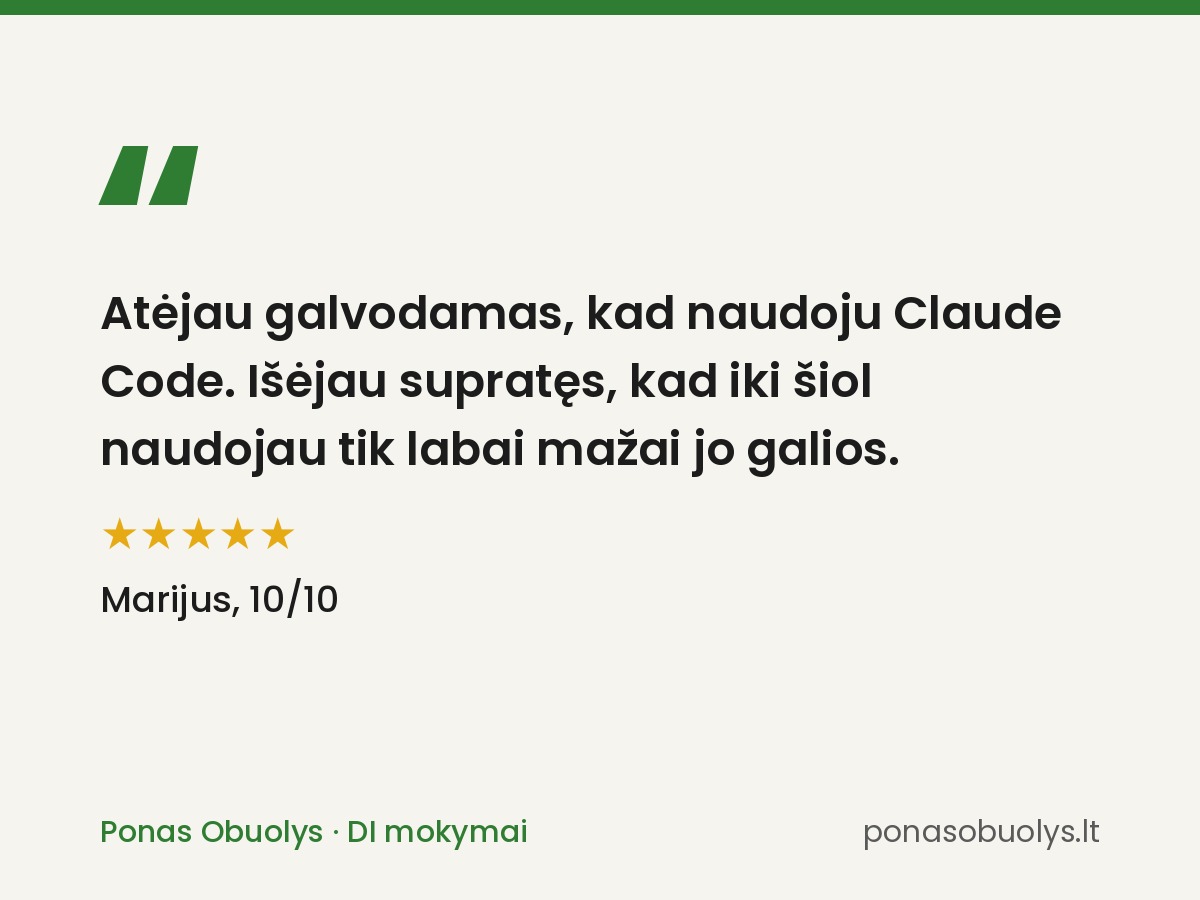 “
Atėjau galvodamas, kad naudoju Claude
Code. Išėjau supratęs, kad iki šiol
naudojau tik labai mažai jo galios.
★★★★★
Marijus, 10/10
Ponas Obuolys · DI mokymai
ponasobuolys.lt